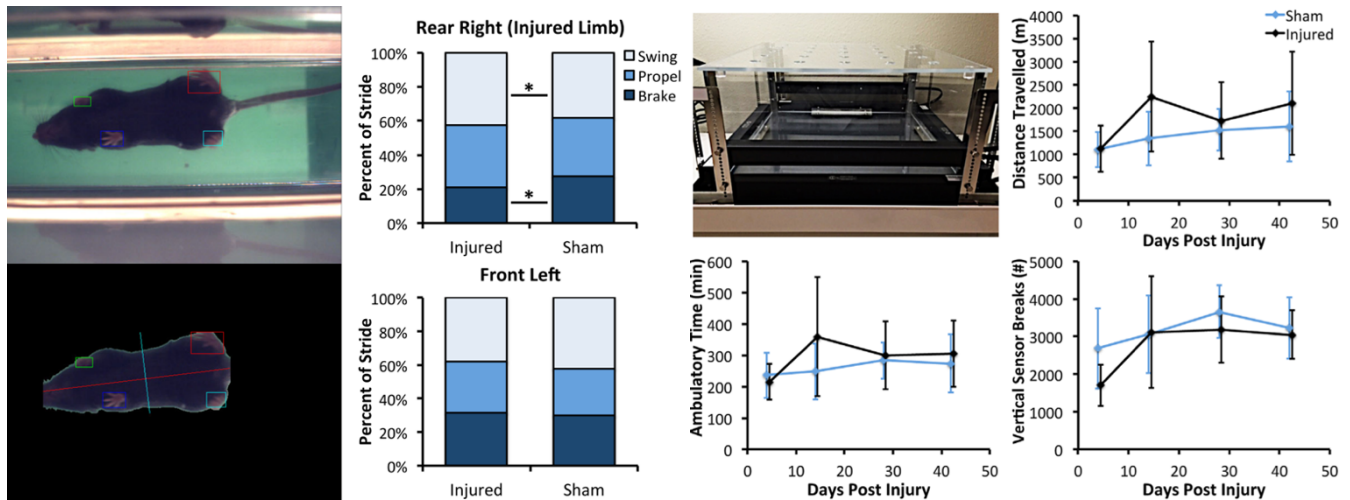 Rear Right (Injured Limb)
Percent of Stride
100%
80%
60%
40%
20%
0%
*
*
Injured
Sham
Swing
Propel
Brake
Front Left
Percent of Stride
100%
80%
60%
40%
20%
0%
Injured
Sham
Distance Travelled (m)
4000
3500
3000
2500
2000
1500
1000
500
0
Sham
Injured
0
10
20
30
40
50
Days Post Injury
Ambulatory Time (min)
600
500
400
300
200
100
0
0
10
20
30
40
50
Days Post Injury
Vertical Sensor Breaks (#)
5000
4000
3000
2000
1000
0
0
10
20
30
40
50
Days Post Injury